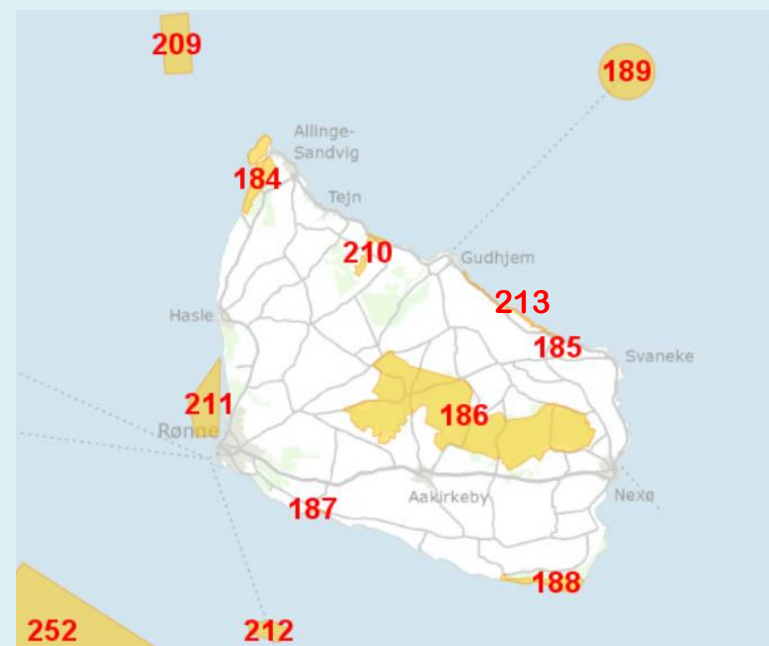 209
189
Allinge-
Sandvig
184
Tejn
210
Gudhjem
213
Hasle
185
Svaneke
211
186
Rønne
Aakirkeby
Nexø
187
188
252
212